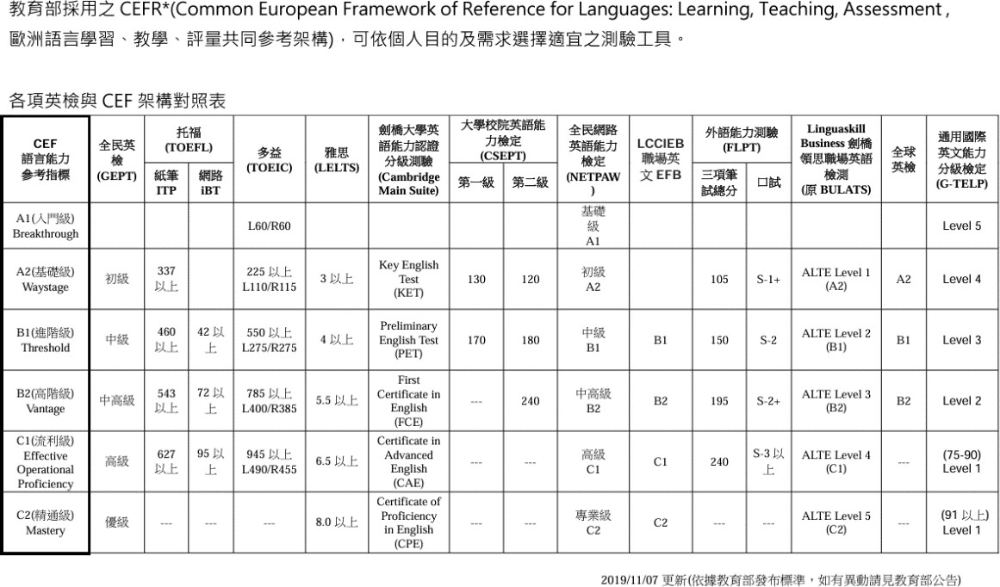 教育部採用之 CEFR*(Common European Framework of Reference for Languages: Learning, Teaching, Assessment ,
歐洲語言學習、教學、評量共同參考架構)，可依個人目的及需求選擇適宜之測驗工具。
各項英檢與 CEF 架構對照表
CEF
語言能力
參考指標
全民英
檢
(GEPT)
托福
(TOEFL)
紙筆
ITP
網路
iBT
多益
(TOEIC)
雅思
(LELTS)
劍橋大學英
語能力認證
分級測驗
(Cambridge
Main Suite)
大學校院英語能
力檢定
(CSEPT)
第一級
第二級
全民網路
英語能力
檢定
(NETPAW
)
LCCIEB
職場英
文 EFB
外語能力測驗
(FLPT)
三項筆
試總分
口試
Linguaskill
Business 劍橋
領思職場英語
檢測
(原 BULATS)
全球
英檢
通用國際
英文能力
分級檢定
(G-TELP)
A1(入門級)
Breakthrough
L60/R60
基礎
級
A1
Level 5
A2(基礎級)
Waystage
初級
337
以上
225 以上
L110/R115
3 以上
Key English
Test
(KET)
130
120
初級
A2
105
S-1+
ALTE Level 1
(A2)
A2
Level 4
B1(進階級)
Threshold
中級
460
以上
42 以
上
550 以上
L275/R275
4 以上
Preliminary
English Test
(PET)
170
180
中級
B1
B1
150
S-2
ALTE Level 2
(B1)
B1
Level 3
B2(高階級)
Vantage
中高級
543
以上
72 以
上
785 以上
L400/R385
5.5 以上
First
Certificate in
English
(FCE)
---
240
中高級
B2
B2
195
S-2+
ALTE Level 3
(B2)
B2
Level 2
C1(流利級)
Effective
Operational
Proficiency
高級
627
以上
95 以
上
945 以上
L490/R455
6.5 以上
Certificate in
Advanced
English
(CAE)
---
---
高級
C1
C1
240
S-3 以
上
ALTE Level 4
(C1)
---
(75-90)
Level 1
C2(精通級)
Mastery
優級
---
---
---
8.0 以上
Certificate of
Proficiency
in English
(CPE)
---
---
專業級
C2
C2
---
---
ALTE Level 5
(C2)
---
(91 以上)
Level 1
2019/11/07 更新(依據教育部發布標準，如有異動請見教育部公告)